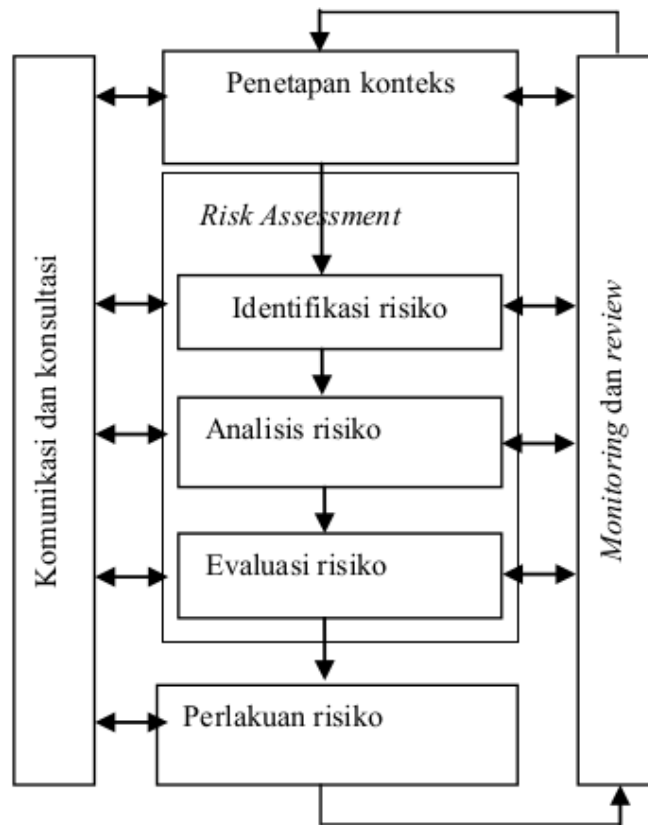 Penetapan konteks
Risk Assessment
Identifikasi risiko
Analisis risiko
Evaluasi risiko
Perlakuan risiko
Komunikasi dan konsultasi
Monitoring dan review